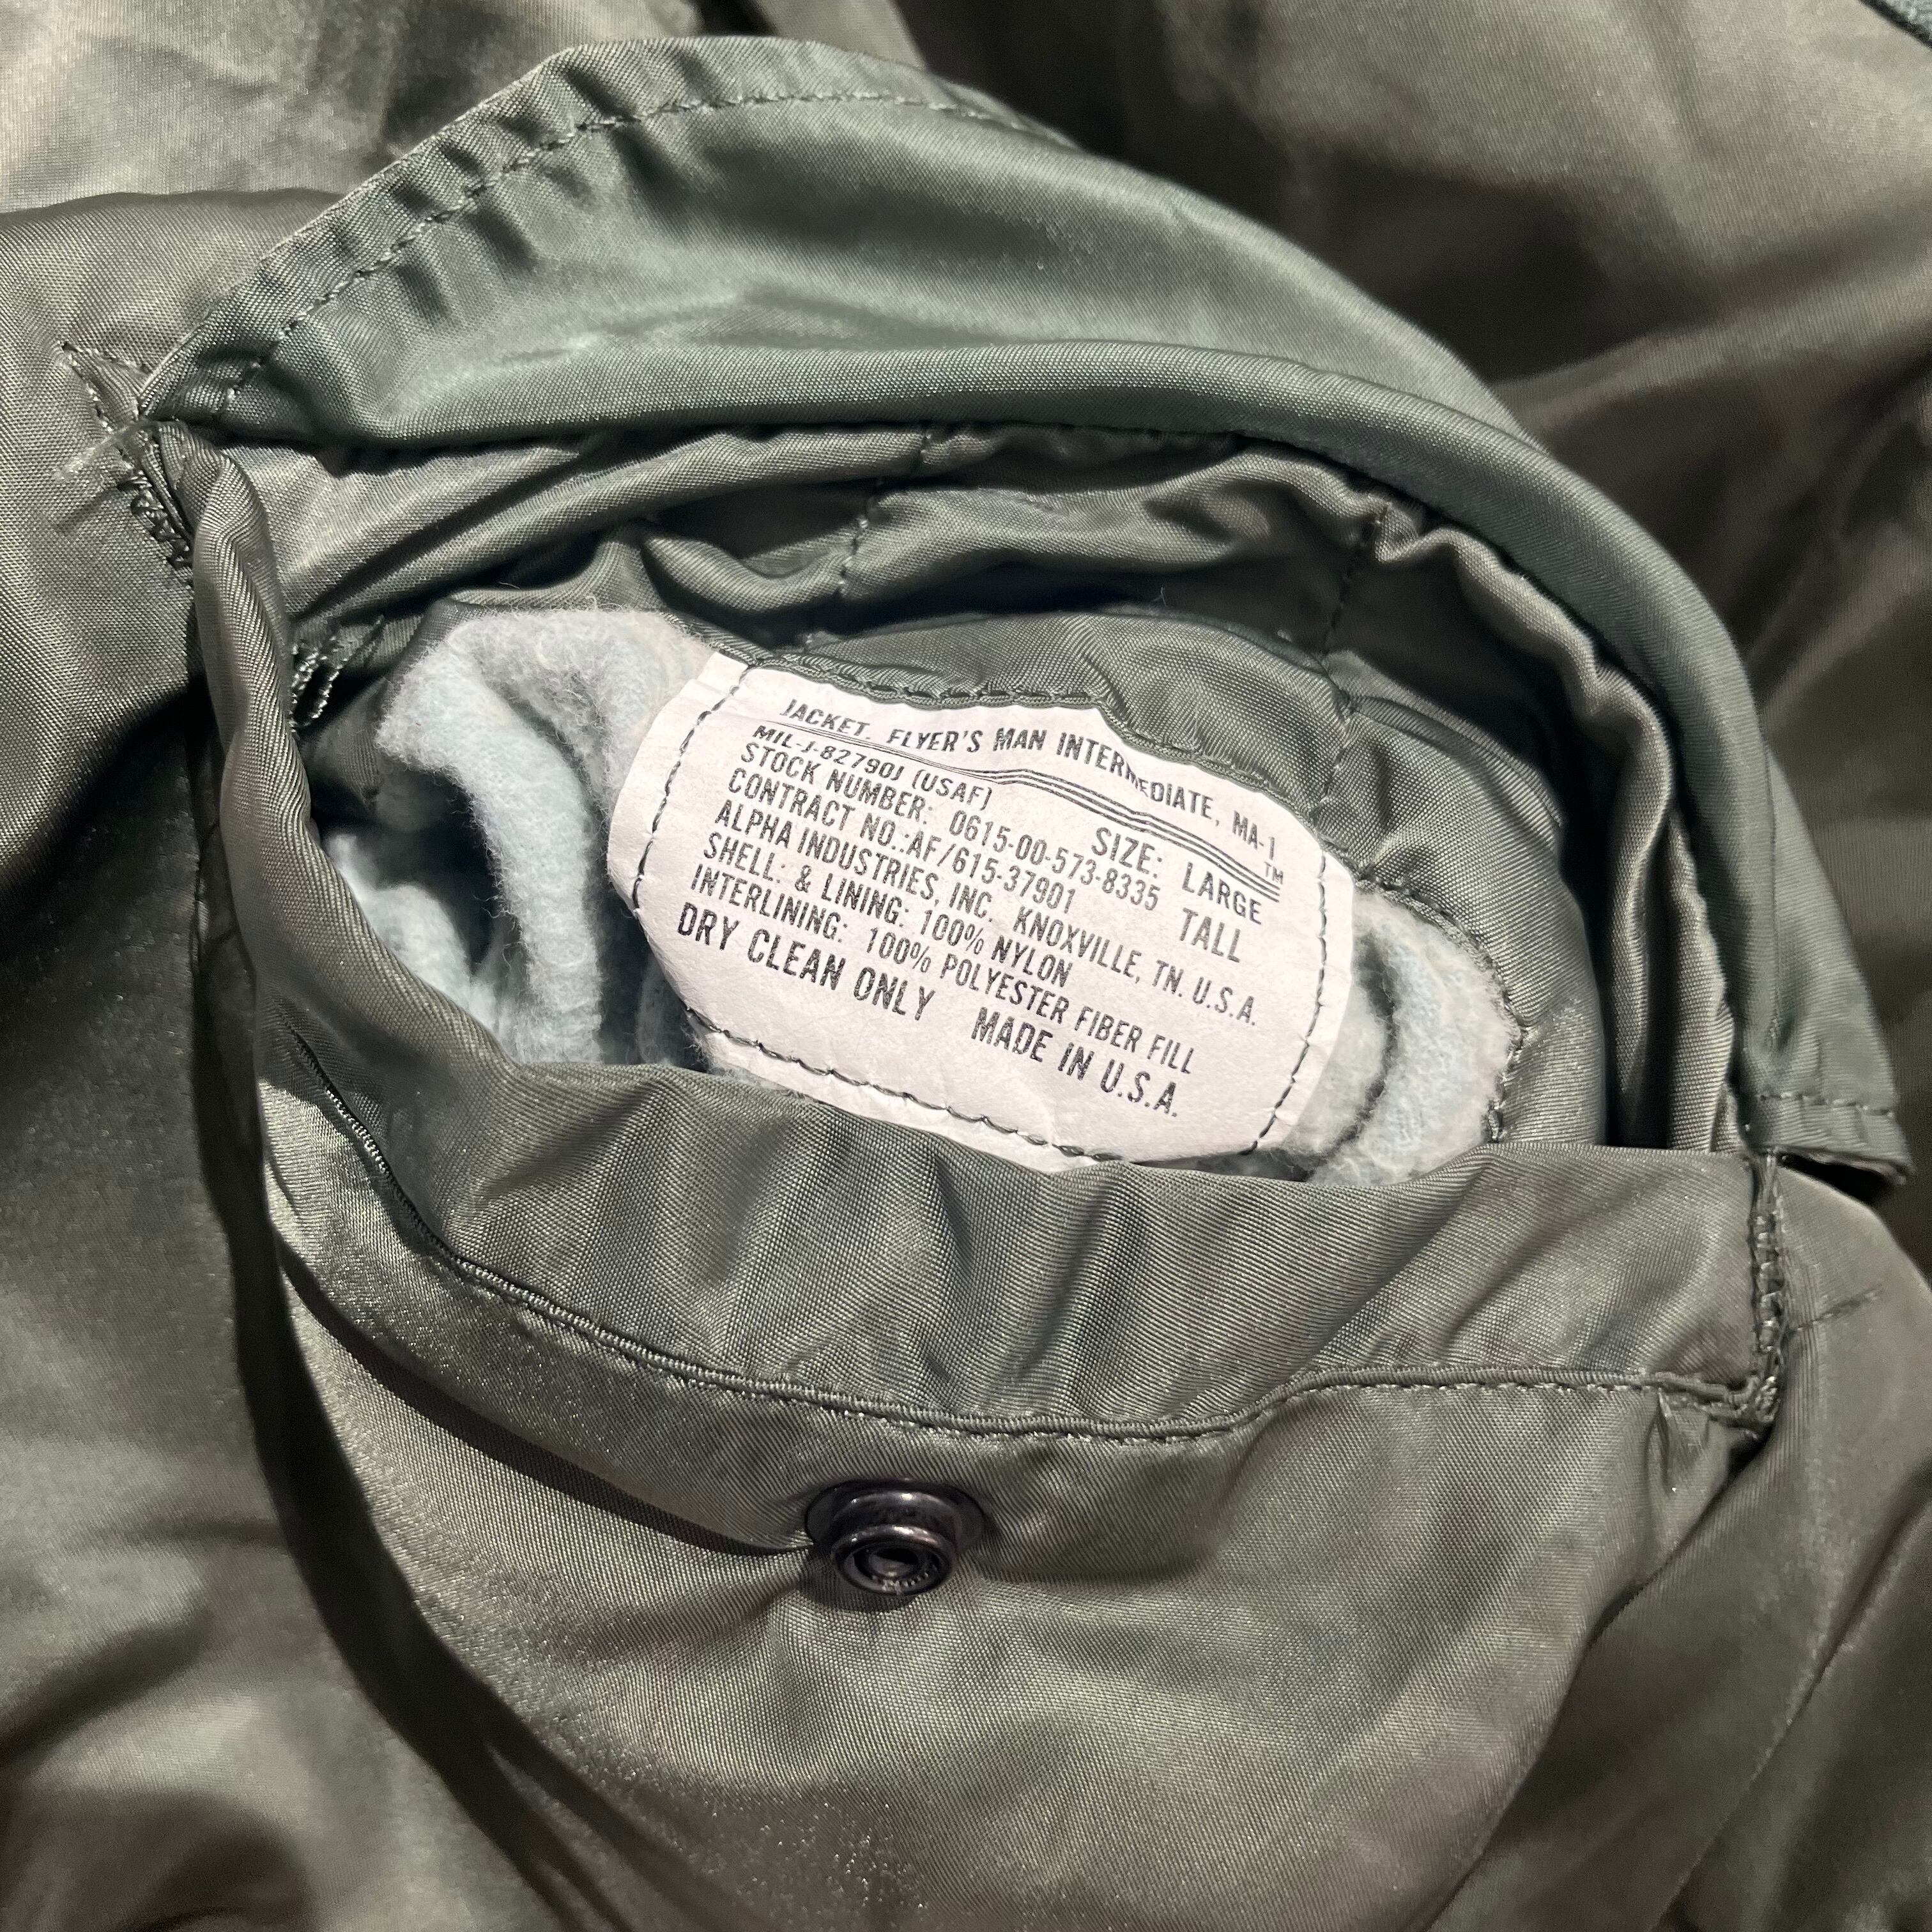 JACKET, FLYER'S MAN INTERMEDIATE, MA-1 TM
MIL-J-82790J (USAF) SIZE: LARGE
STOCK NUMBER: 0615-00-573-8335 TALL
CONTRACT NO.:AF/615-37901
ALPHA INDUSTRIES, INC. KNOXVILLE, TN. U.S.A.
SHELL: & LINING: 100% NYLON
INTERLINING: 100% POLYESTER FIBER FILL
DRY CLEAN ONLY MADE IN U.S.A.